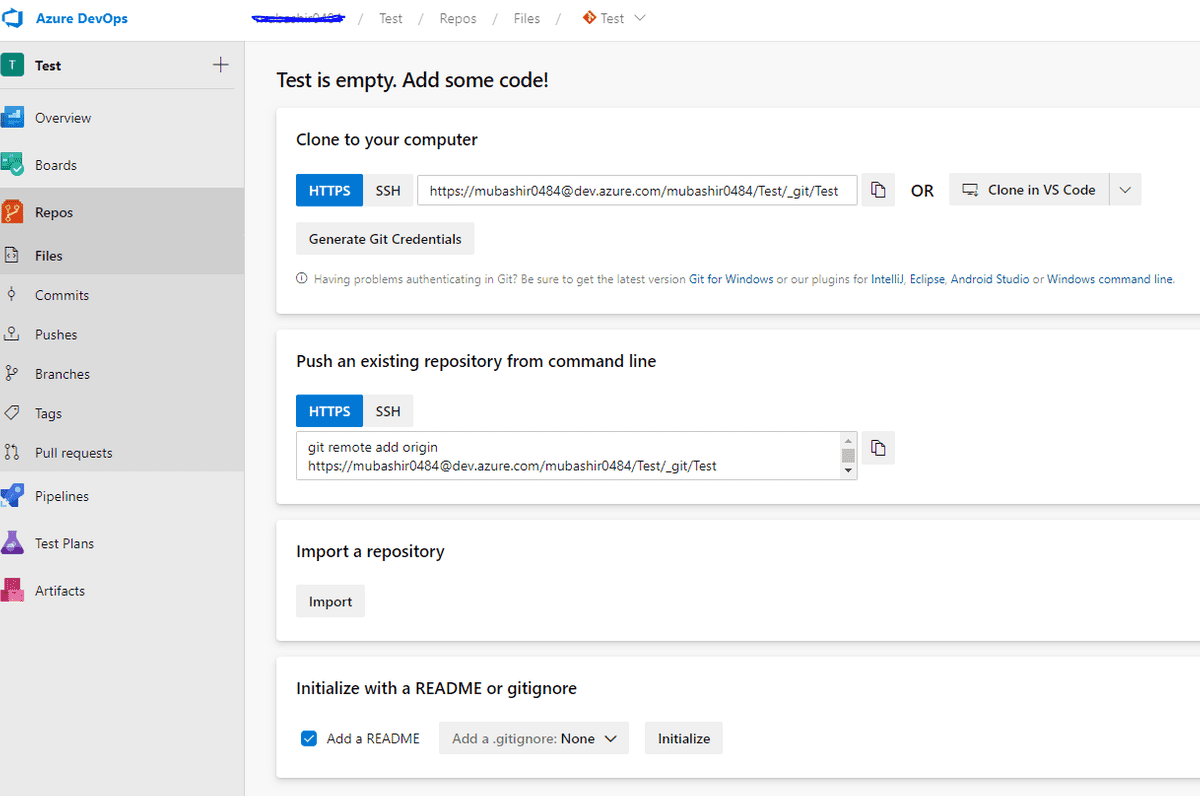 Azure DevOps
/ Test / Repos / Files / Test
T Test
Overview
Boards
Repos
Files
Commits
Pushes
Branches
Tags
Pull requests
Pipelines
Test Plans
Artifacts
Test is empty. Add some code!
Clone to your computer
HTTPS SSH https://mubashir0484@dev.azure.com/mubashir0484/Test/_git/Test OR Clone in VS Code
Generate Git Credentials
Having problems authenticating in Git? Be sure to get the latest version Git for Windows or our plugins for IntelliJ, Eclipse, Android Studio or Windows command line.
Push an existing repository from command line
HTTPS SSH
git remote add origin
https://mubashir0484@dev.azure.com/mubashir0484/Test/_git/Test
Import a repository
Import
Initialize with a README or gitignore
Add a README Add a .gitignore: None Initialize